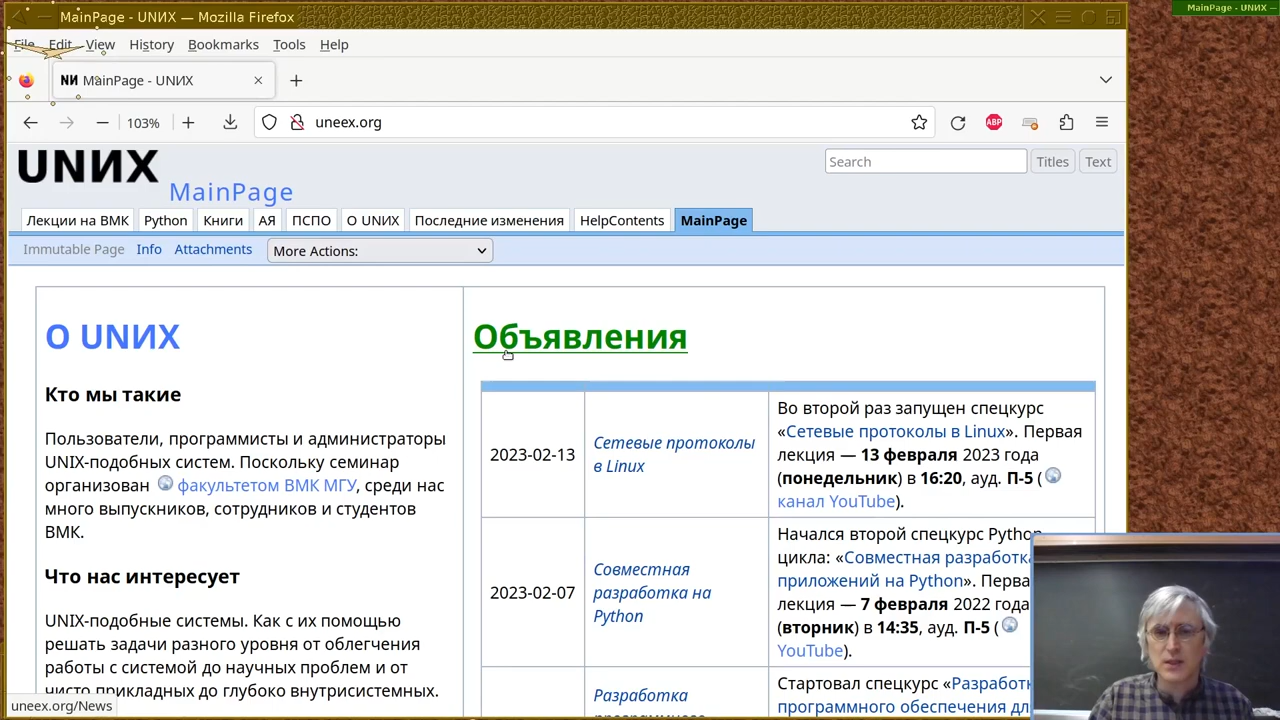 MainPage - UNИX — Mozilla Firefox
MainPage - UNИX —
File Edit View History Bookmarks Tools Help
NИ MainPage - UNИX
103%
uneex.org
ABP
UNИX
MainPage
Search
Titles
Text
Лекции на ВМК
Python
Книги
АЯ
ПСПО
О UNИX
Последние изменения
HelpContents
MainPage
Immutable Page
Info
Attachments
More Actions:
О UNИX
Кто мы такие
Пользователи, программисты и администраторы
UNIX-подобных систем. Поскольку семинар
организован факультетом ВМК МГУ, среди нас
много выпускников, сотрудников и студентов
ВМК.
Что нас интересует
UNIX-подобные системы. Как с их помощью
решать задачи разного уровня от облегчения
работы с системой до научных проблем и от
чисто прикладных до глубоко внутрисистемных.
Объявления
2023-02-13
Сетевые протоколы
в Linux
Во второй раз запущен спецкурс
«Сетевые протоколы в Linux». Первая
лекция — 13 февраля 2023 года
(понедельник) в 16:20, ауд. П-5 (
канал YouTube).
2023-02-07
Совместная
разработка на
Python
Начался второй спецкурс Python
цикла: «Совместная разработка
приложений на Python». Перва
лекция — 7 февраля 2022 года
(вторник) в 14:35, ауд. П-5 (
YouTube).
Разработка
программного
Стартовал спецкурс «Разработк
программного обеспечения дл
uneex.org/News